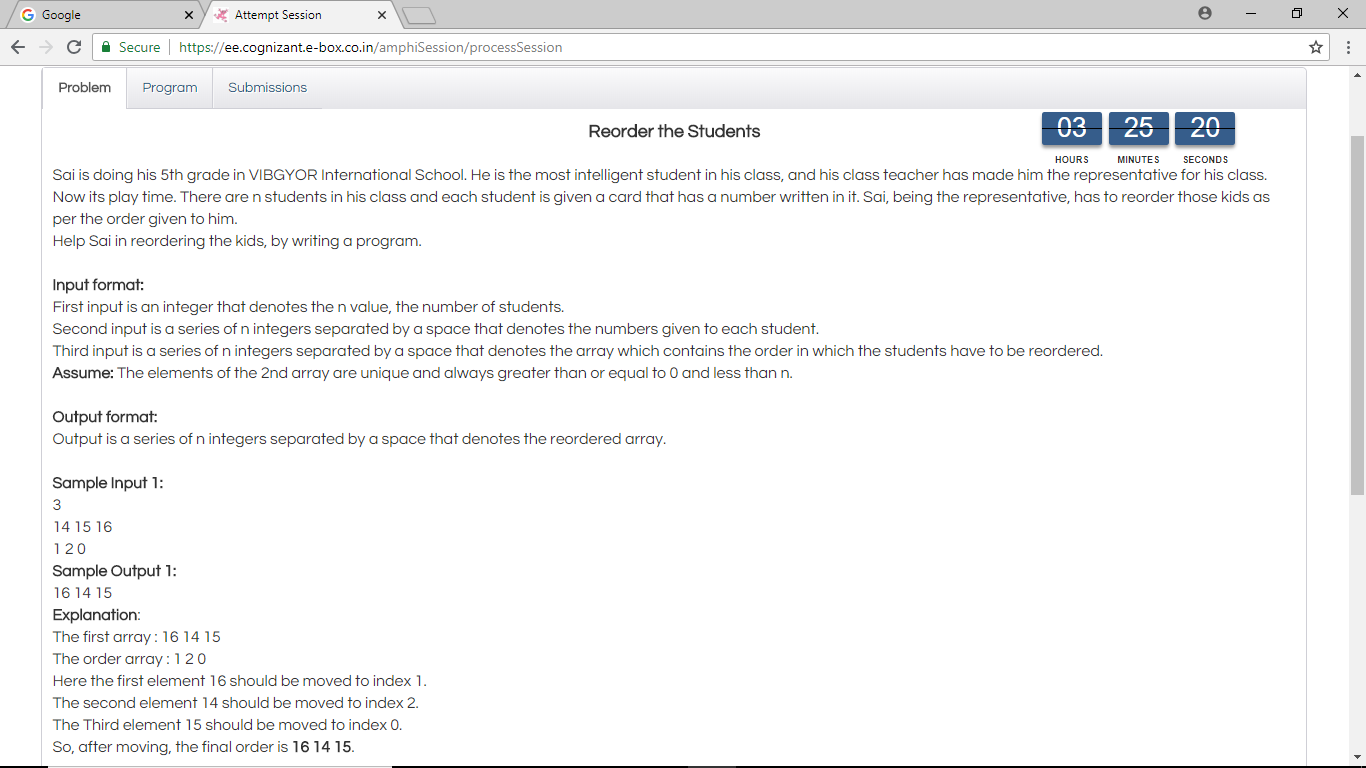 Google
Attempt Session
Secure
https://ee.cognizant.e-box.co.in/amphiSession/processSession
Problem
Program
Submissions
Reorder the Students
03 25 20
HOURS MINUTES SECONDS
Sai is doing his 5th grade in VIBGYOR International School. He is the most intelligent student in his class, and his class teacher has made him the representative for his class.
Now its play time. There are n students in his class and each student is given a card that has a number written in it. Sai, being the representative, has to reorder those kids as
per the order given to him.
Help Sai in reordering the kids, by writing a program.
Input format:
First input is an integer that denotes the n value, the number of students.
Second input is a series of n integers separated by a space that denotes the numbers given to each student.
Third input is a series of n integers separated by a space that denotes the array which contains the order in which the students have to be reordered.
Assume: The elements of the 2nd array are unique and always greater than or equal to 0 and less than n.
Output format:
Output is a series of n integers separated by a space that denotes the reordered array.
Sample Input 1:
3
14 15 16
1 2 0
Sample Output 1:
16 14 15
Explanation:
The first array : 16 14 15
The order array : 1 2 0
Here the first element 16 should be moved to index 1.
The second element 14 should be moved to index 2.
The Third element 15 should be moved to index 0.
So, after moving, the final order is 16 14 15.